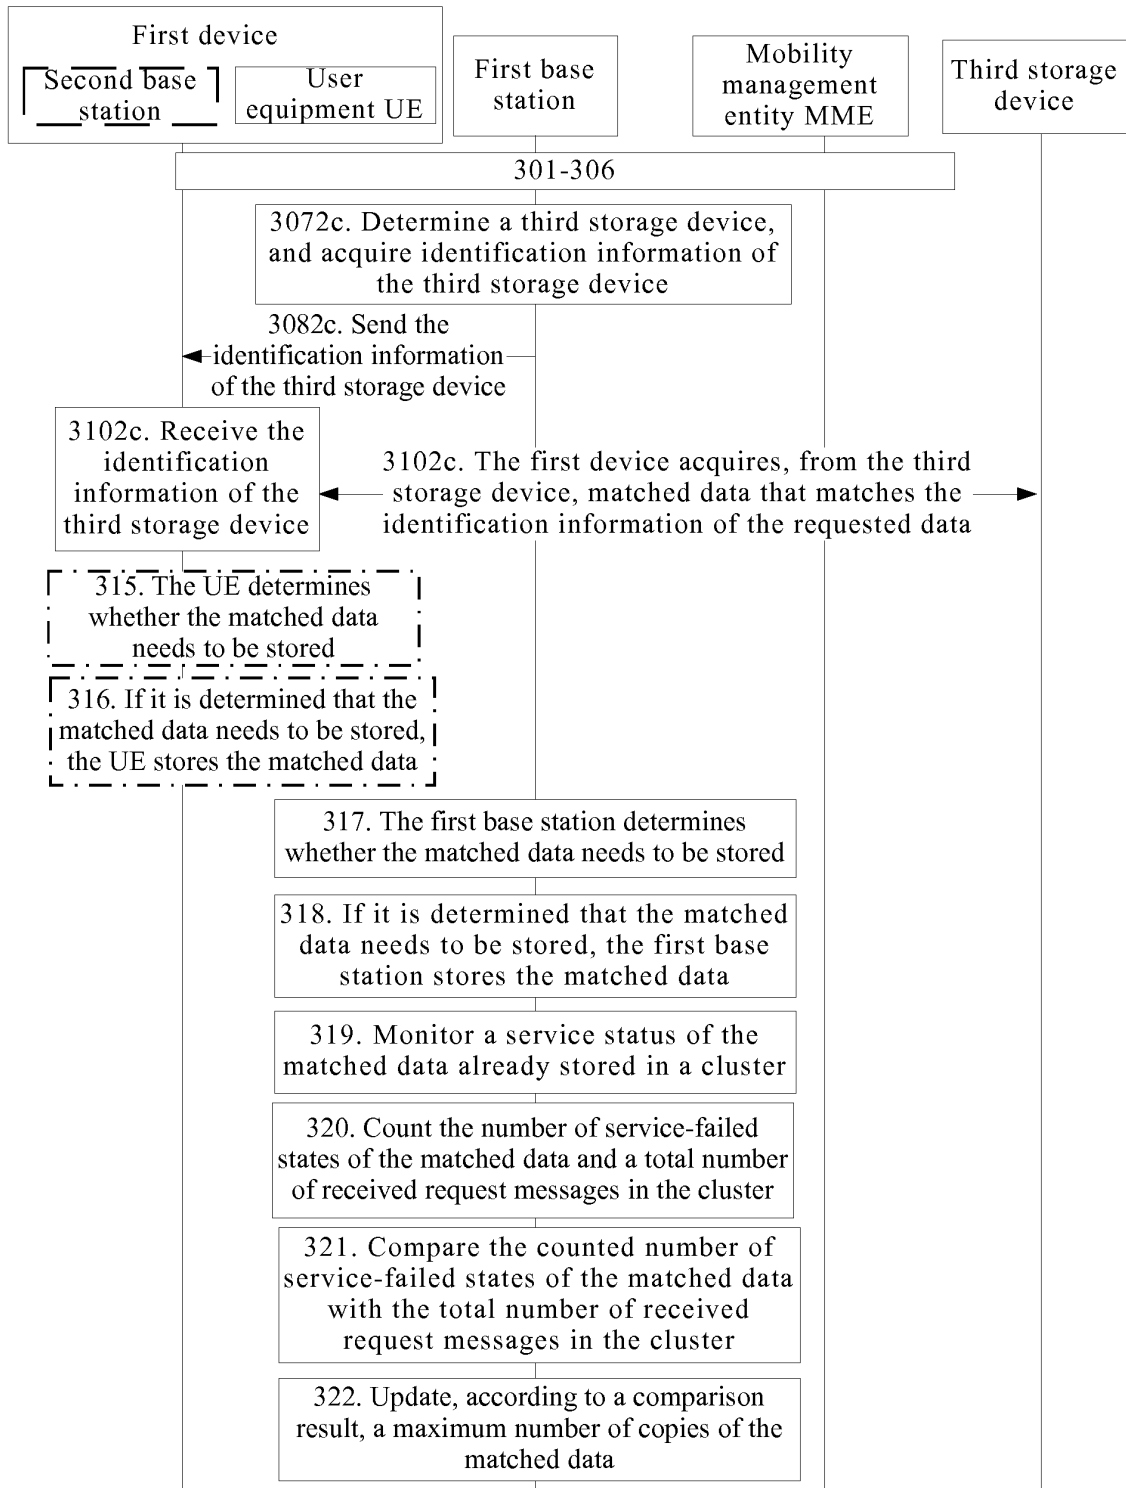 First device
Second base
station
User
equipment UE
First base
station
Mobility
management
entity MME
Third storage
device
301-306
3072c. Determine a third storage device,
and acquire identification information of
the third storage device
3082c. Send the
identification information
of the third storage device
3102c. Receive the
identification
information of the
third storage device
3102c. The first device acquires, from the third
storage device, matched data that matches the
identification information of the requested data
315. The UE determines
whether the matched data
needs to be stored
316. If it is determined that the
matched data needs to be stored,
the UE stores the matched data
317. The first base station determines
whether the matched data needs to be stored
318. If it is determined that the matched
data needs to be stored, the first base
station stores the matched data
319. Monitor a service status of the
matched data already stored in a cluster
320. Count the number of service-failed
states of the matched data and a total number
of received request messages in the cluster
321. Compare the counted number of
service-failed states of the matched data
with the total number of received
request messages in the cluster
322. Update, according to a comparison
result, a maximum number of copies of the
matched data